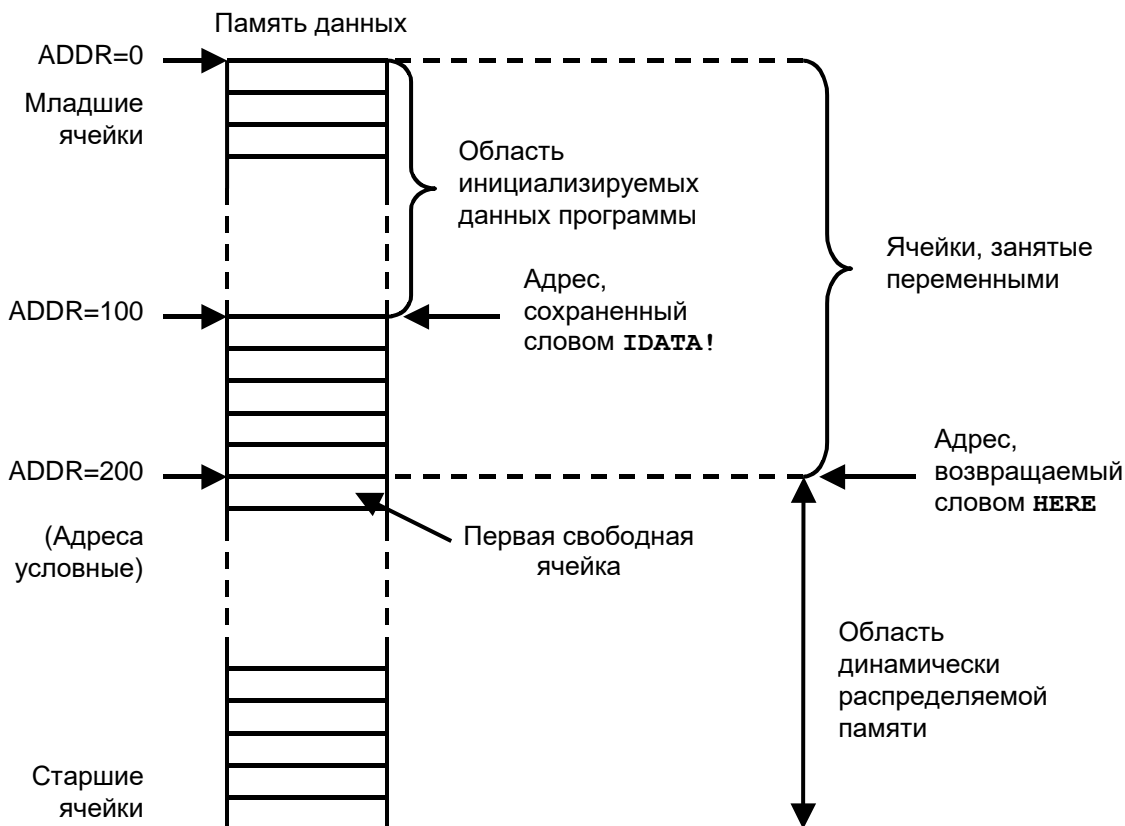 Память данных
ADDR=0
Младшие
ячейки
Область
инициализируемых
данных программы
Ячейки, занятые
переменными
ADDR=100
Адрес,
сохраненный
словом IDATA!
ADDR=200
Адрес,
возвращаемый
словом HERE
(Адреса
условные)
Первая свободная
ячейка
Область
динамически
распределяемой
памяти
Старшие
ячейки